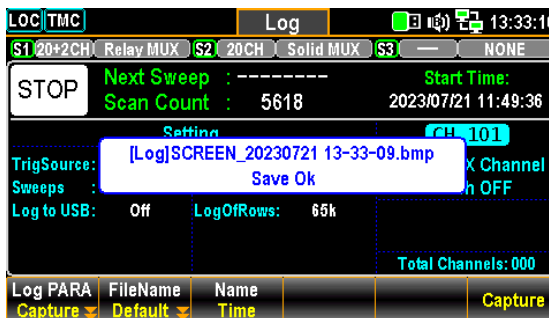 LOC TMC Log 13:33:1
S1 20+2CH Relay MUX S2 20CH Solid MUX S3 — NONE
STOP Next Sweep : -------- Start Time:
Scan Count : 5618 2023/07/21 11:49:36
Setting CH 101
[Log]SCREEN_20230721 13-33-09.bmp
Save Ok
TrigSource: X Channel
Sweeps : OFF
Log to USB: Off LogOfRows: 65k
Total Channels: 000
Log PARA FileName Name
Capture Default Time Capture